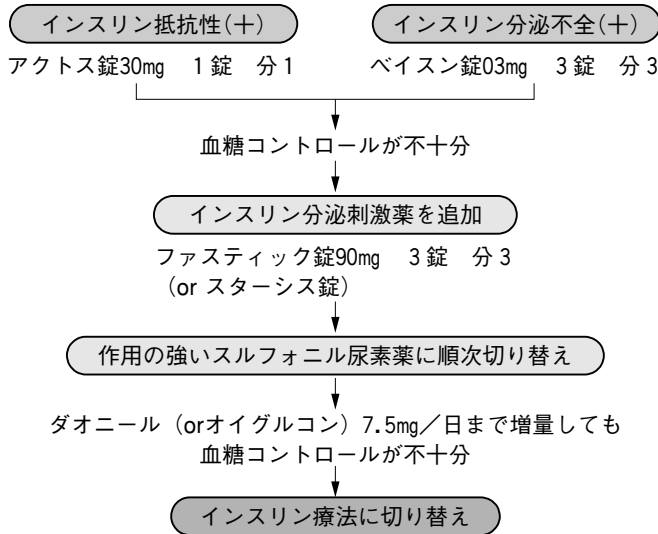 インスリン抵抗性(＋)
インスリン分泌不全(＋)
アクトス錠30mg　1錠　分1
ベイスン錠03mg　3錠　分3
血糖コントロールが不十分
インスリン分泌刺激薬を追加
ファスティック錠90mg　3錠　分3
（or スターシス錠）
作用の強いスルフォニル尿素薬に順次切り替え
ダオニール（orオイグルコン）7.5mg／日まで増量しても
血糖コントロールが不十分
インスリン療法に切り替え